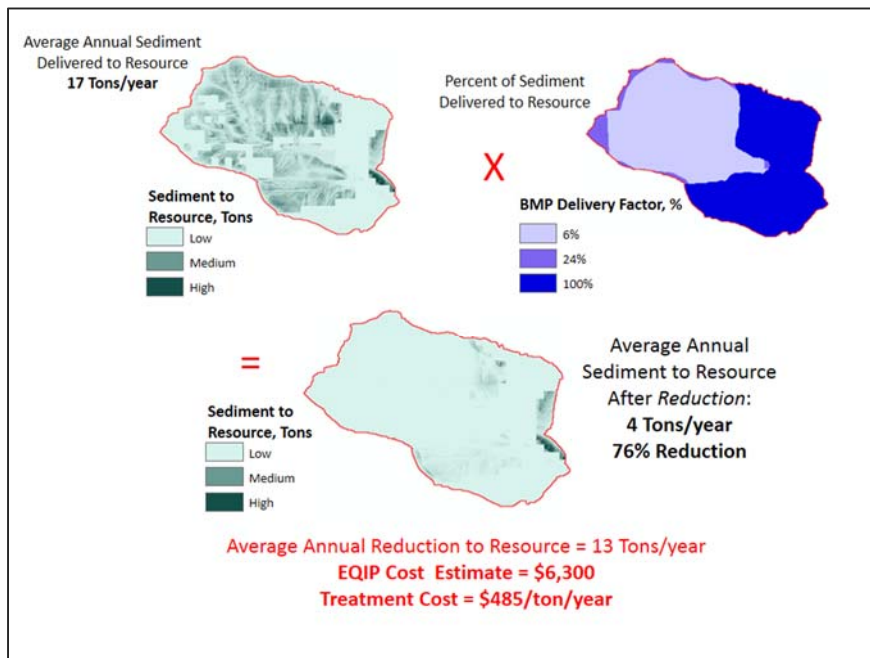 Average Annual Sediment
Delivered to Resource
17 Tons/year
Sediment to
Resource, Tons
Low
Medium
High
X
Percent of Sediment
Delivered to Resource
BMP Delivery Factor, %
6%
24%
100%
=
Sediment to
Resource, Tons
Low
Medium
High
Average Annual
Sediment to Resource
After Reduction:
4 Tons/year
76% Reduction
Average Annual Reduction to Resource = 13 Tons/year
EQIP Cost Estimate = $6,300
Treatment Cost = $485/ton/year